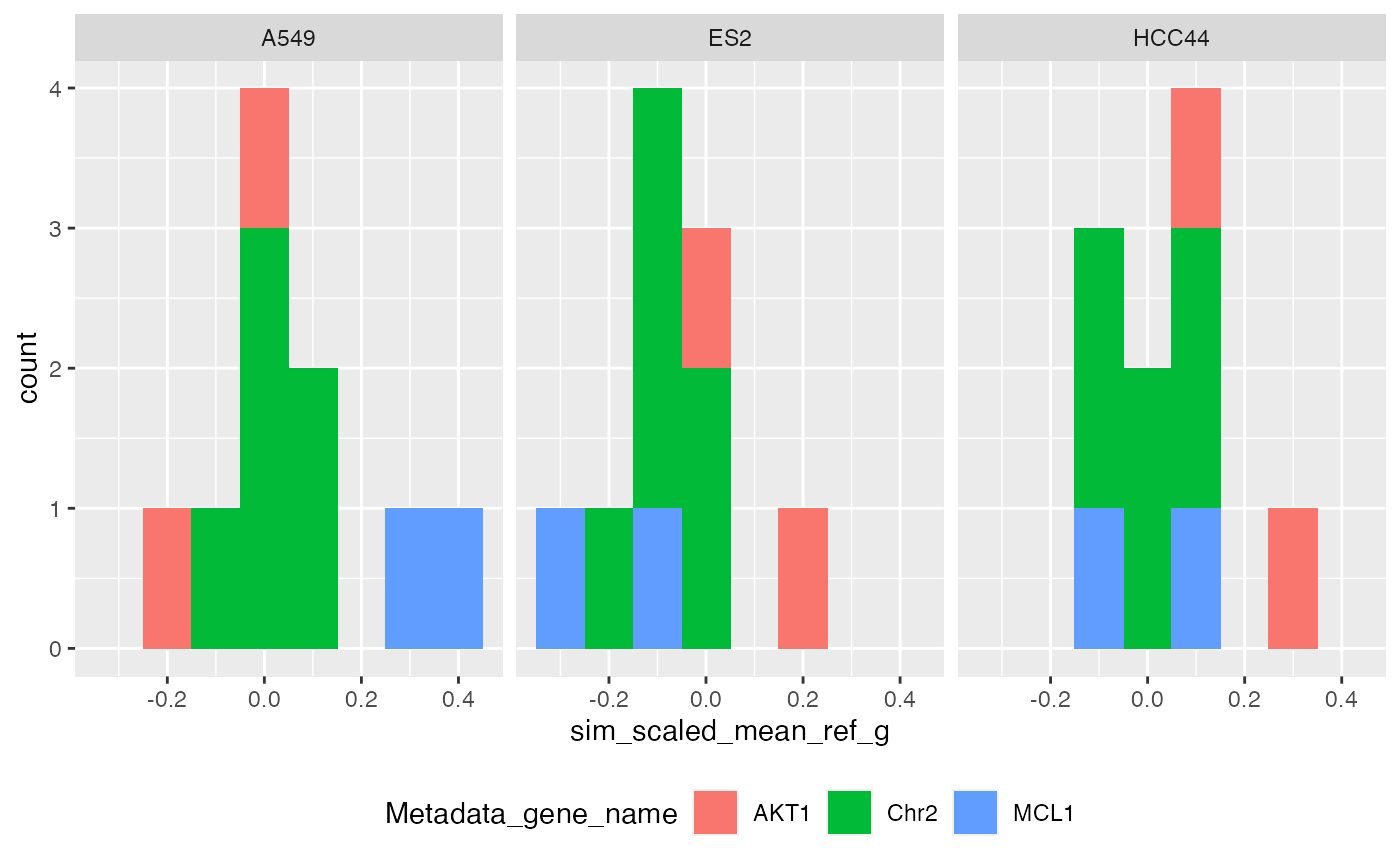 A549 ES2 HCC44
4
3
2
1
0
count
-0.2 0.0 0.2 0.4 -0.2 0.0 0.2 0.4 -0.2 0.0 0.2 0.4
sim_scaled_mean_ref_g
Metadata_gene_name AKT1 Chr2 MCL1